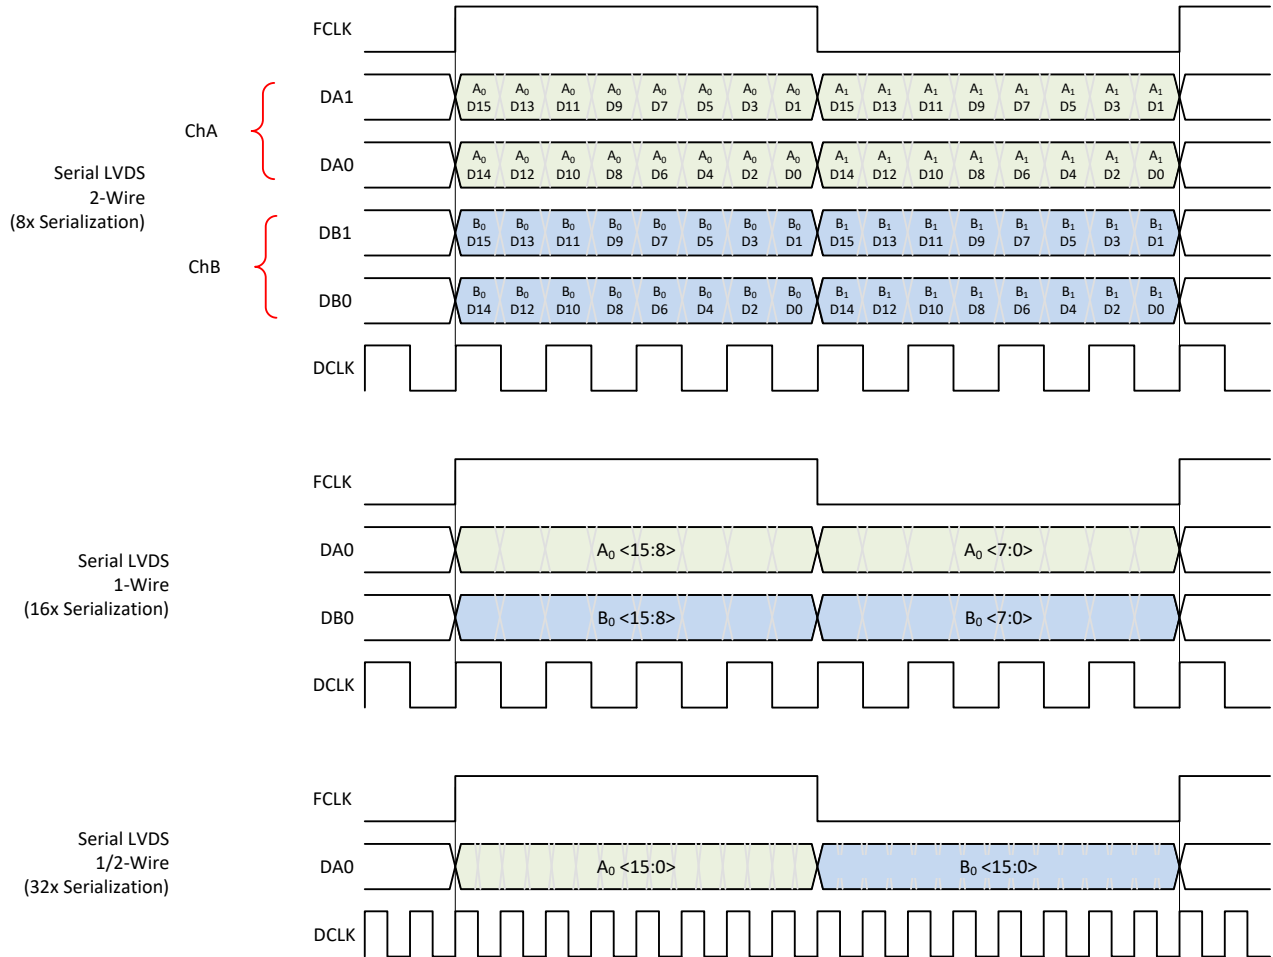 FCLK
DA1
A0 A0 A0 A0 A0 A0 A0 A0 A1 A1 A1 A1 A1 A1 A1 A1
D15 D13 D11 D9 D7 D5 D3 D1 D15 D13 D11 D9 D7 D5 D3 D1
ChA
DA0
A0 A0 A0 A0 A0 A0 A0 A0 A1 A1 A1 A1 A1 A1 A1 A1
D14 D12 D10 D8 D6 D4 D2 D0 D14 D12 D10 D8 D6 D4 D2 D0
Serial LVDS
2-Wire
(8x Serialization)
DB1
B0 B0 B0 B0 B0 B0 B0 B0 B1 B1 B1 B1 B1 B1 B1 B1
D15 D13 D11 D9 D7 D5 D3 D1 D15 D13 D11 D9 D7 D5 D3 D1
ChB
DB0
B0 B0 B0 B0 B0 B0 B0 B0 B1 B1 B1 B1 B1 B1 B1 B1
D14 D12 D10 D8 D6 D4 D2 D0 D14 D12 D10 D8 D6 D4 D2 D0
DCLK
FCLK
DA0 A0 <15:8> A0 <7:0>
Serial LVDS
1-Wire
(16x Serialization)
DB0 B0 <15:8> B0 <7:0>
DCLK
FCLK
Serial LVDS
1/2-Wire
(32x Serialization)
DA0 A0 <15:0> B0 <15:0>
DCLK